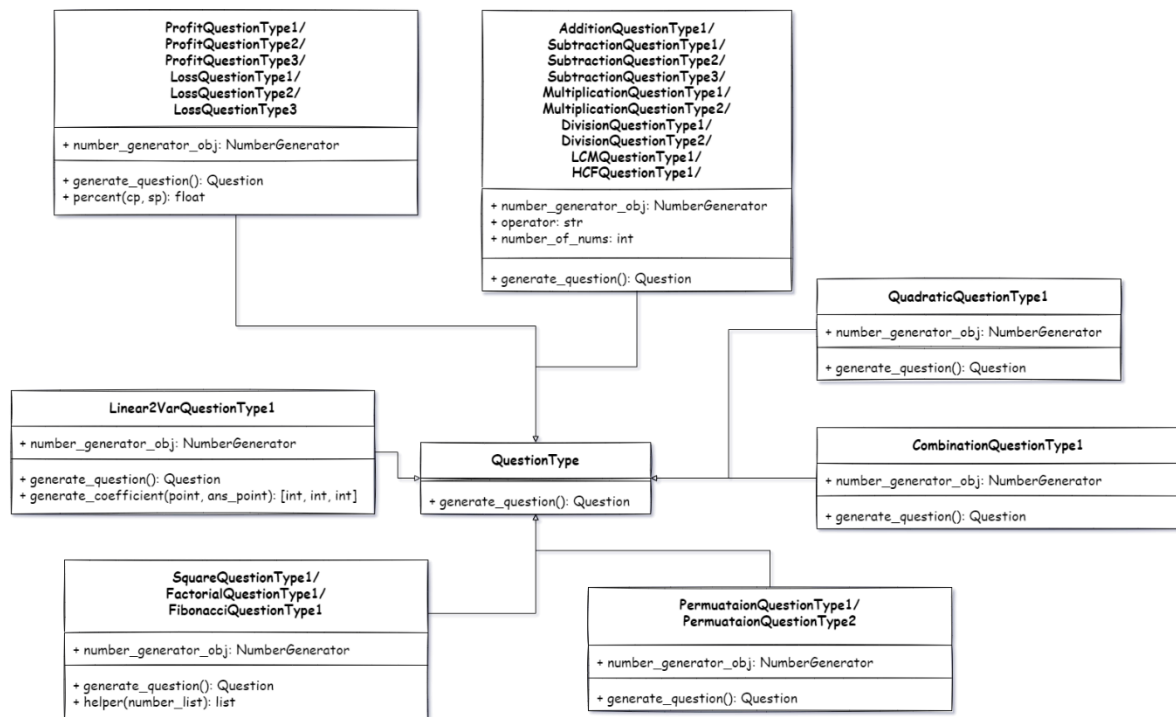 ProfitQuestionType1/
ProfitQuestionType2/
ProfitQuestionType3/
LossQuestionType1/
LossQuestionType2/
LossQuestionType3
+ number_generator_obj: NumberGenerator
+ generate_question(): Question
+ percent(cp, sp): float
AdditionQuestionType1/
SubtractionQuestionType1/
SubtractionQuestionType2/
SubtractionQuestionType3/
MultiplicationQuestionType1/
MultiplicationQuestionType2/
DivisionQuestionType1/
DivisionQuestionType2/
LCMQuestionType1/
HCFQuestionType1/
+ number_generator_obj: NumberGenerator
+ operator: str
+ number_of_nums: int
+ generate_question(): Question
QuadraticQuestionType1
+ number_generator_obj: NumberGenerator
+ generate_question(): Question
Linear2VarQuestionType1
+ number_generator_obj: NumberGenerator
+ generate_question(): Question
+ generate_coefficient(point, ans_point): [int, int, int]
QuestionType
+ generate_question(): Question
CombinationQuestionType1
+ number_generator_obj: NumberGenerator
+ generate_question(): Question
SquareQuestionType1/
FactorialQuestionType1/
FibonacciQuestionType1
+ number_generator_obj: NumberGenerator
+ generate_question(): Question
+ helper(number_list): list
PermuataionQuestionType1/
PermuataionQuestionType2
+ number_generator_obj: NumberGenerator
+ generate_question(): Question